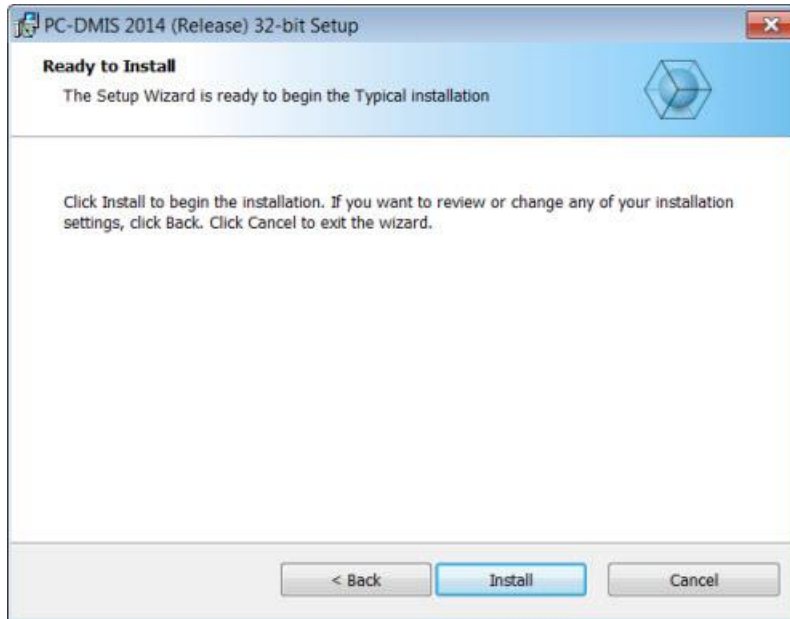 PC-DMIS 2014 (Release) 32-bit Setup
Ready to Install
The Setup Wizard is ready to begin the Typical installation
Click Install to begin the installation. If you want to review or change any of your installation
settings, click Back. Click Cancel to exit the wizard.
< Back Install Cancel